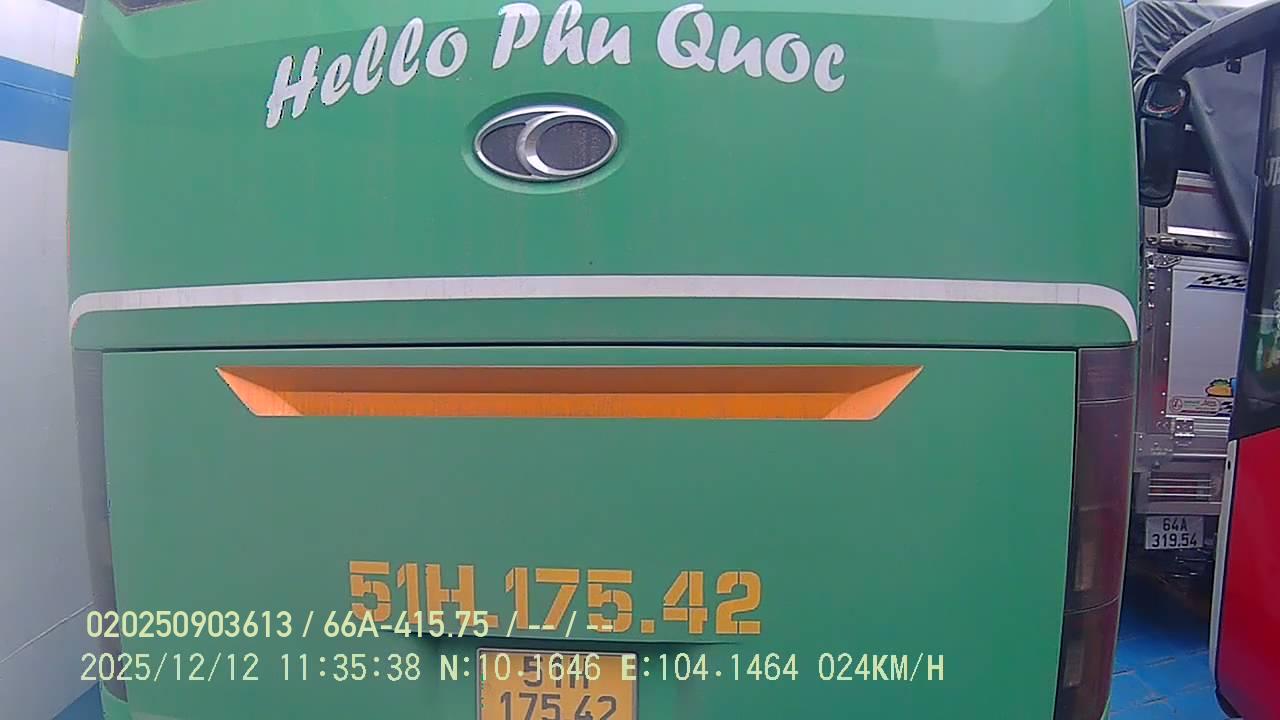 Hello Phu Quoc
51H.175.42
020250903613 / 66A-415.75 / -- / --
2025/12/12 11:35:38 N:10.1646 E:104.1464 024KM/H
51H
175.42
64A
319.54